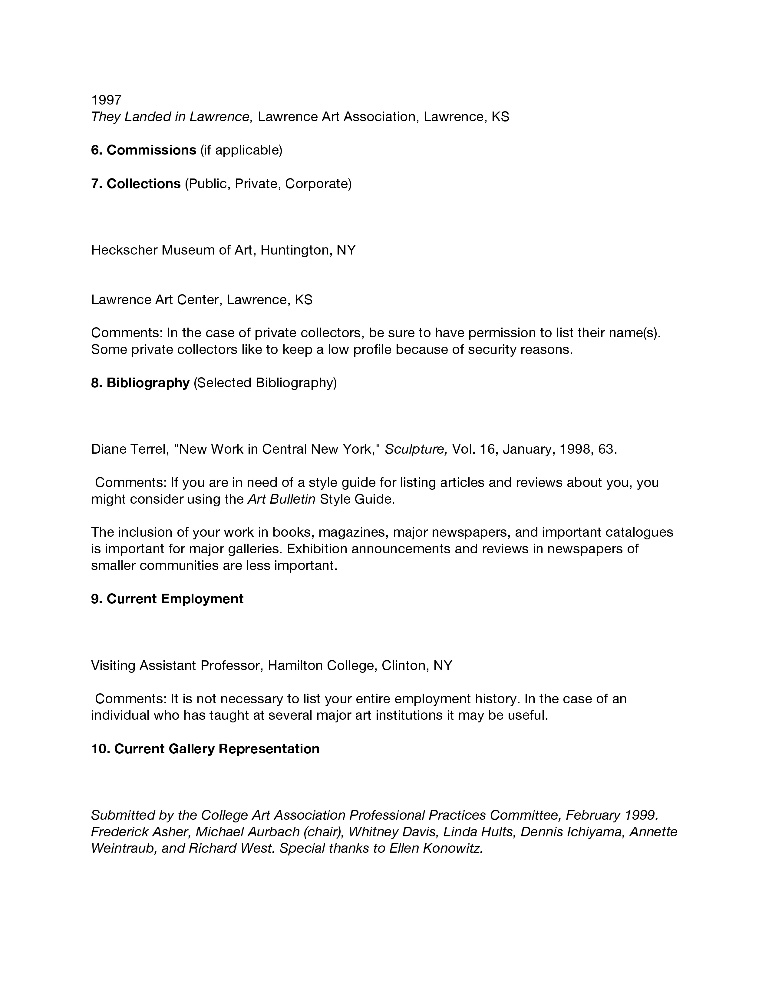 1997
They Landed in Lawrence, Lawrence Art Association, Lawrence, KS
6. Commissions (if applicable)
7. Collections (Public, Private, Corporate)
Heckscher Museum of Art, Huntington, NY
Lawrence Art Center, Lawrence, KS
Comments: In the case of private collectors, be sure to have permission to list their name(s).
Some private collectors like to keep a low profile because of security reasons.
8. Bibliography (Selected Bibliography)
Diane Terrel, "New Work in Central New York," Sculpture, Vol. 16, January, 1998, 63.
Comments: If you are in need of a style guide for listing articles and reviews about you, you
might consider using the Art Bulletin Style Guide.
The inclusion of your work in books, magazines, major newspapers, and important catalogues
is important for major galleries. Exhibition announcements and reviews in newspapers of
smaller communities are less important.
9. Current Employment
Visiting Assistant Professor, Hamilton College, Clinton, NY
Comments: It is not necessary to list your entire employment history. In the case of an
individual who has taught at several major art institutions it may be useful.
10. Current Gallery Representation
Submitted by the College Art Association Professional Practices Committee, February 1999.
Frederick Asher, Michael Aurbach (chair), Whitney Davis, Linda Hults, Dennis Ichiyama, Annette
Weintraub, and Richard West. Special thanks to Ellen Konowitz.